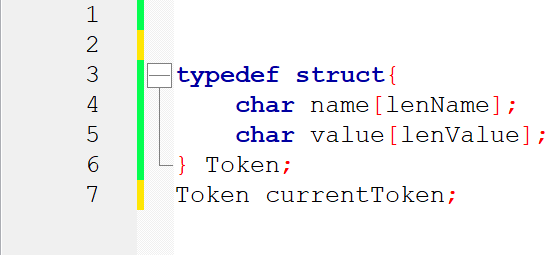 1
2
3 typedef struct{
4 char name[lenName];
5 char value[lenValue];
6 } Token;
7 Token currentToken;